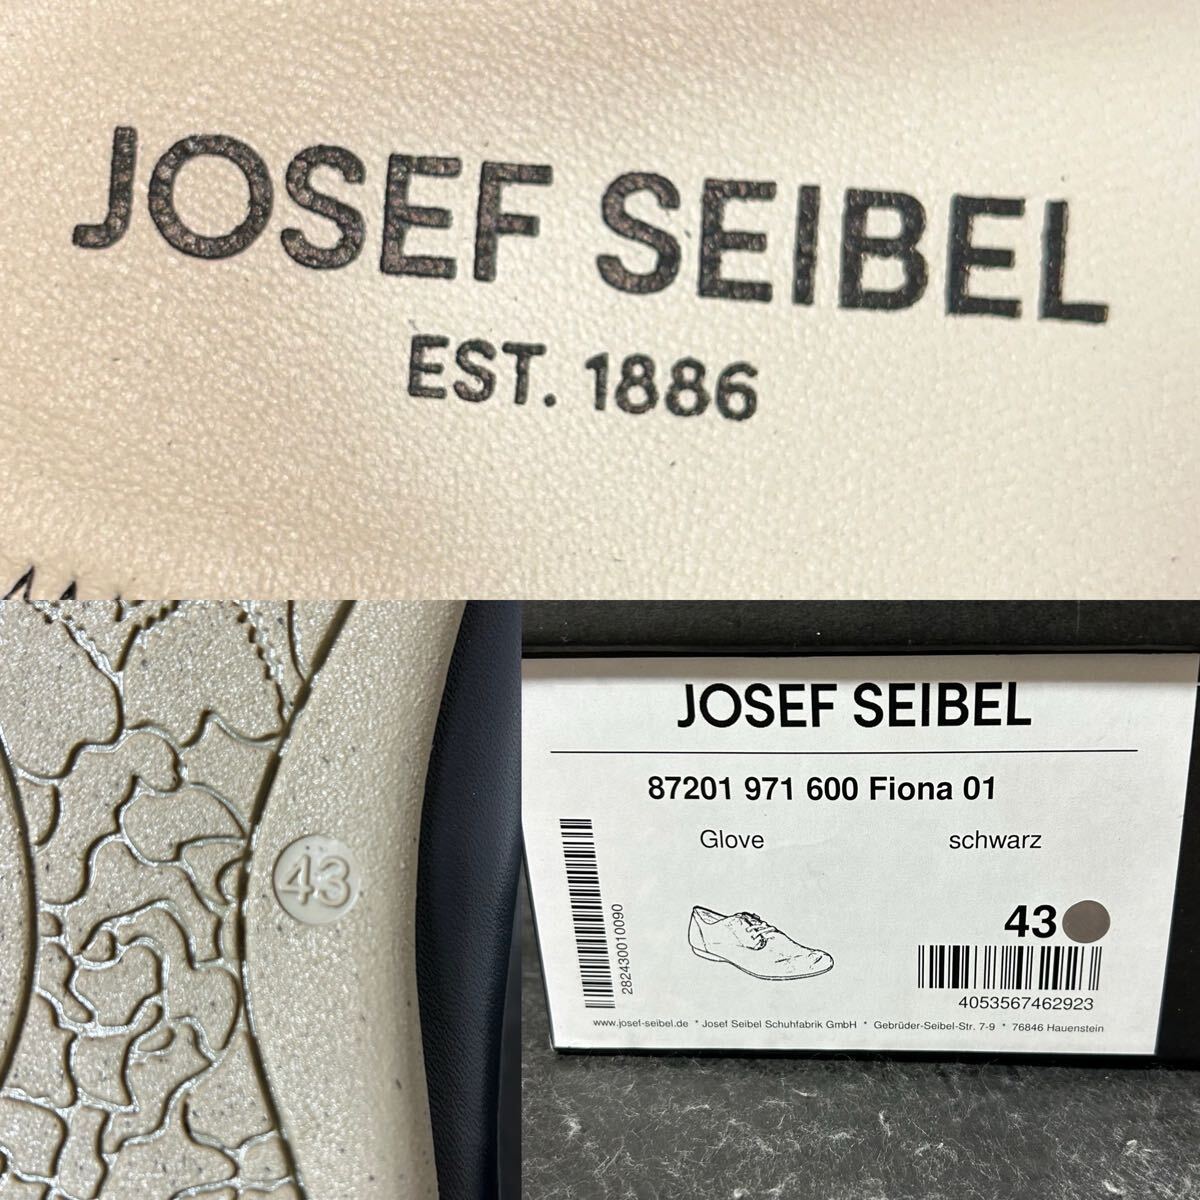 JOSEF SEIBEL
EST. 1886
43
JOSEF SEIBEL
87201 971 600 Fiona 01
Glove schwarz
282430010090
43
4053567462923
www.josef-seibel.de * Josef Seibel Schuhfabrik GmbH * Gebrüder-Seibel-Str. 7-9 * 76846 Hauenstein